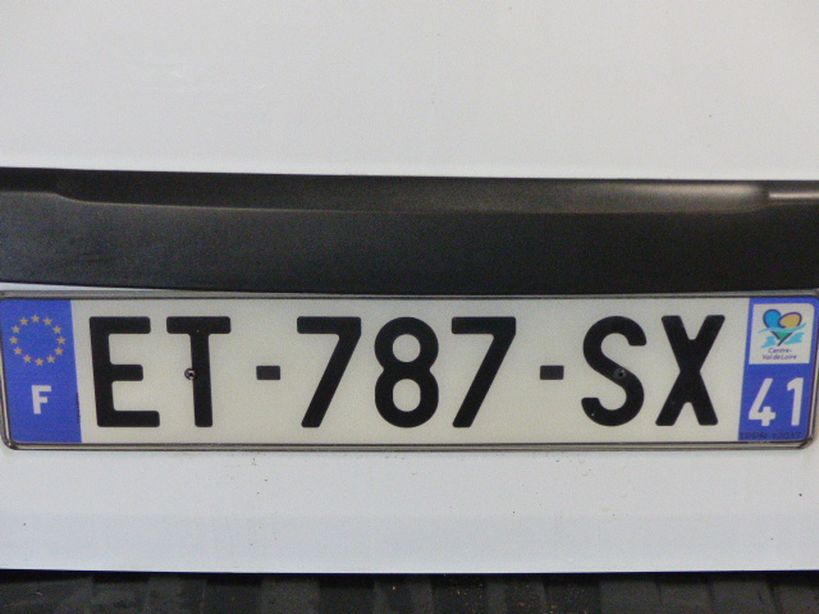 F
ET-787-SX
Centre-
Val de Loire
41